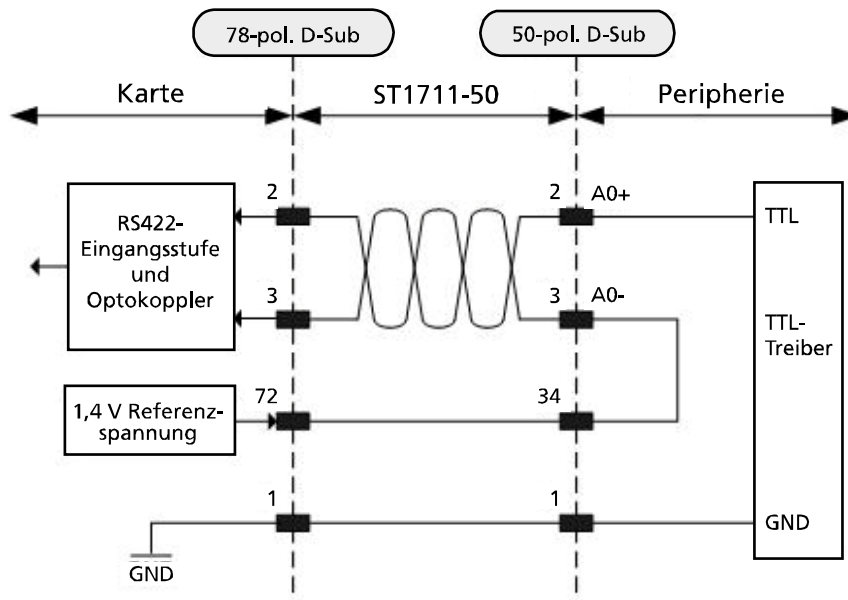 78-pol. D-Sub
50-pol. D-Sub
Karte
ST1711-50
Peripherie
2
2
A0+
TTL
RS422-
Eingangsstufe
und
Optokoppler
3
3
A0-
TTL-
Treiber
72
34
1,4 V Referenz-
spannung
1
1
GND
GND